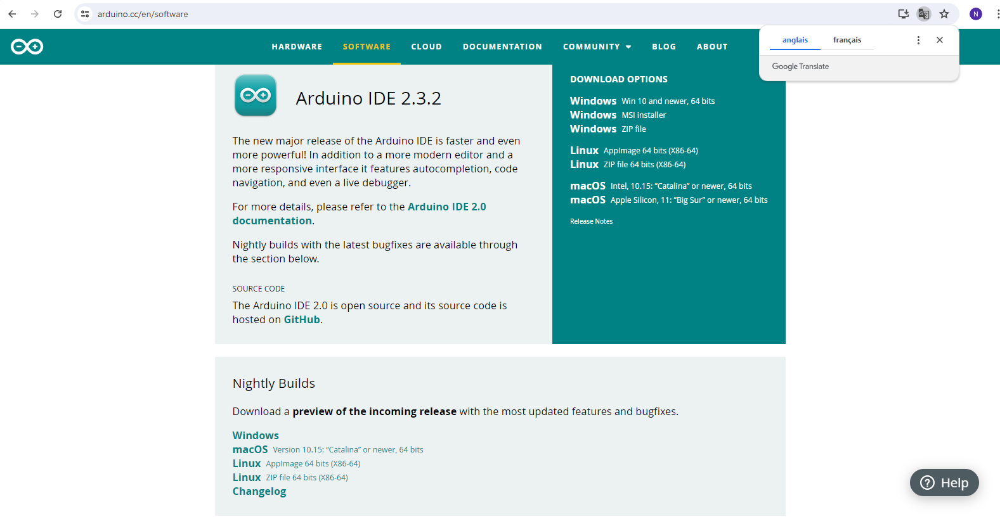 arduino.cc/en/software
N
HARDWARE SOFTWARE CLOUD DOCUMENTATION COMMUNITY BLOG ABOUT
anglais français
Google Translate
Arduino IDE 2.3.2
The new major release of the Arduino IDE is faster and even
more powerful! In addition to a more modern editor and a
more responsive interface it features autocompletion, code
navigation, and even a live debugger.
For more details, please refer to the Arduino IDE 2.0
documentation.
Nightly builds with the latest bugfixes are available through
the section below.
SOURCE CODE
The Arduino IDE 2.0 is open source and its source code is
hosted on GitHub.
DOWNLOAD OPTIONS
Windows Win 10 and newer, 64 bits
Windows MSI installer
Windows ZIP file
Linux AppImage 64 bits (X86-64)
Linux ZIP file 64 bits (X86-64)
macOS Intel, 10.15: “Catalina” or newer, 64 bits
macOS Apple Silicon, 11: “Big Sur” or newer, 64 bits
Release Notes
Nightly Builds
Download a preview of the incoming release with the most updated features and bugfixes.
Windows
macOS Version 10.15: “Catalina” or newer, 64 bits
Linux AppImage 64 bits (X86-64)
Linux ZIP file 64 bits (X86-64)
Changelog
Help